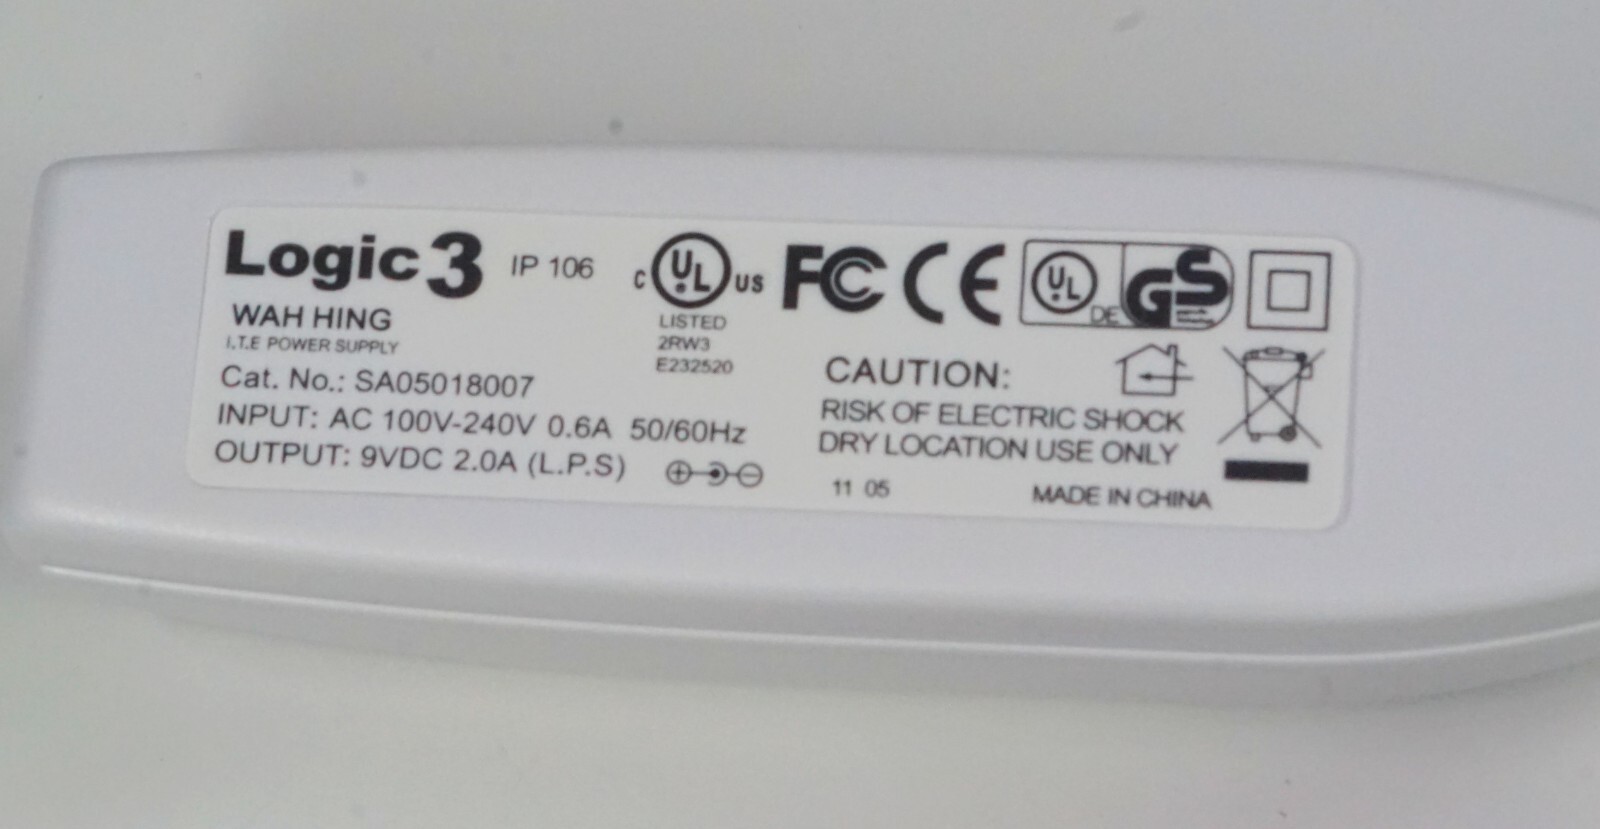 Logic3 IP 106
WAH HING
I.T.E POWER SUPPLY
Cat. No.: SA05018007
INPUT: AC 100V-240V 0.6A 50/60Hz
OUTPUT: 9VDC 2.0A (L.P.S)
C UL US
LISTED
2RW3
E232520
FC CE UL DE GS
CAUTION:
RISK OF ELECTRIC SHOCK
DRY LOCATION USE ONLY
11 05 MADE IN CHINA